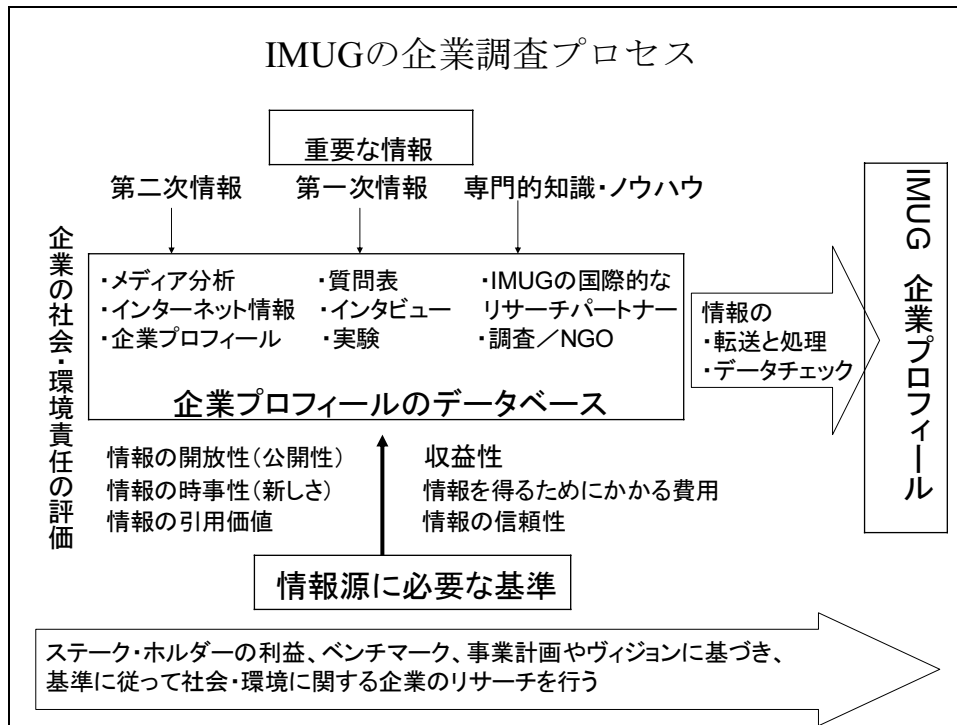 IMUGの企業調査プロセス
重要な情報
第二次情報
第一次情報
専門的知識・ノウハウ
企業の社会・環境責任の評価
・メディア分析
・インターネット情報
・企業プロフィール
・質問表
・インタビュー
・実験
・IMUGの国際的な
リサーチパートナー
・調査／NGO
企業プロフィールのデータベース
情報の
・転送と処理
・データチェック
IMUG 企業プロフィール
情報の開放性（公開性）
情報の時事性（新しさ）
情報の引用価値
収益性
情報を得るためにかかる費用
情報の信頼性
情報源に必要な基準
ステーク・ホルダーの利益、ベンチマーク、事業計画やヴィジョンに基づき、
基準に従って社会・環境に関する企業のリサーチを行う